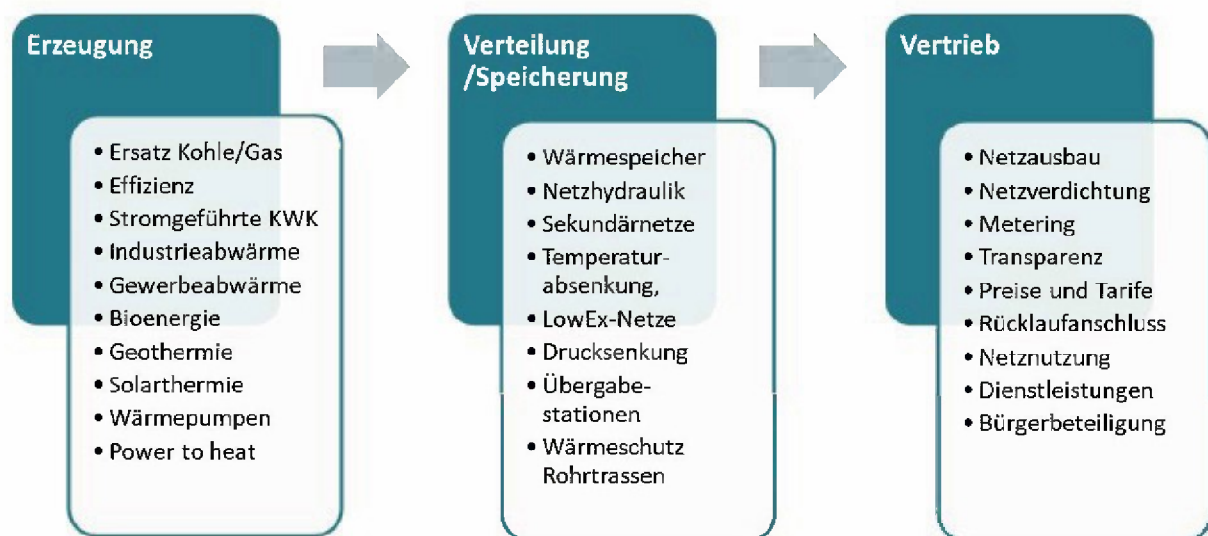 Erzeugung
• Ersatz Kohle/Gas
• Effizienz
• Stromgeführte KWK
• Industrieabwärme
• Gewerbeabwärme
• Bioenergie
• Geothermie
• Solarthermie
• Wärmepumpen
• Power to heat
Verteilung
/Speicherung
• Wärmespeicher
• Netzhydraulik
• Sekundärnetze
• Temperatur-
absenkung,
• LowEx-Netze
• Drucksenkung
• Übergabe-
stationen
• Wärmeschutz
Rohrtrassen
Vertrieb
• Netzausbau
• Netzverdichtung
• Metering
• Transparenz
• Preise und Tarife
• Rücklaufanschluss
• Netznutzung
• Dienstleistungen
• Bürgerbeteiligung